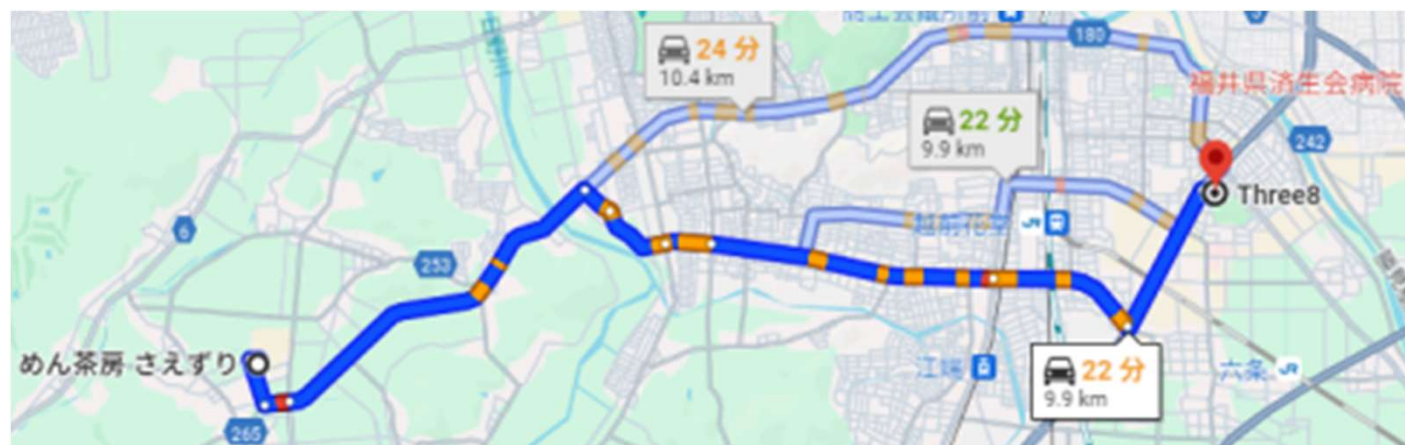 24 分
10.4 km
180
福井県済生会病院
22 分
9.9 km
242
Three8
越前花堂
6
253
めん茶房 さえずり
江端
22 分
9.9 km
六条
265